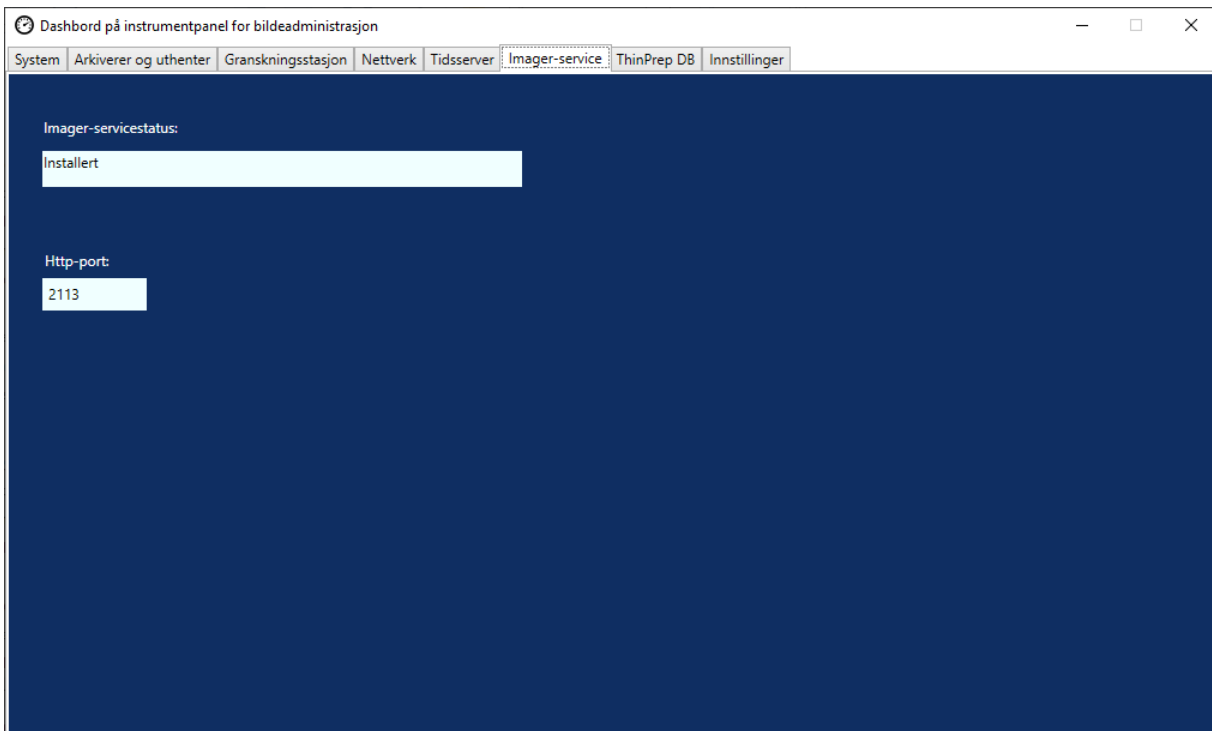 Dashbord på instrumentpanel for bildeadministrasjon
System Arkiverer og uthenter Granskningsstasjon Nettverk Tidsserver Imager-service ThinPrep DB Innstillinger
Imager-servicestatus:
Installert
Http-port:
2113